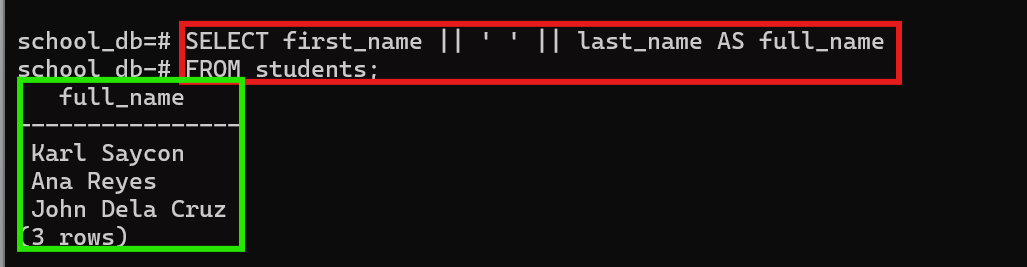 school_db=# SELECT first_name || ' ' || last_name AS full_name
school_db-# FROM students;
full_name
----------------
Karl Saycon
Ana Reyes
John Dela Cruz
(3 rows)